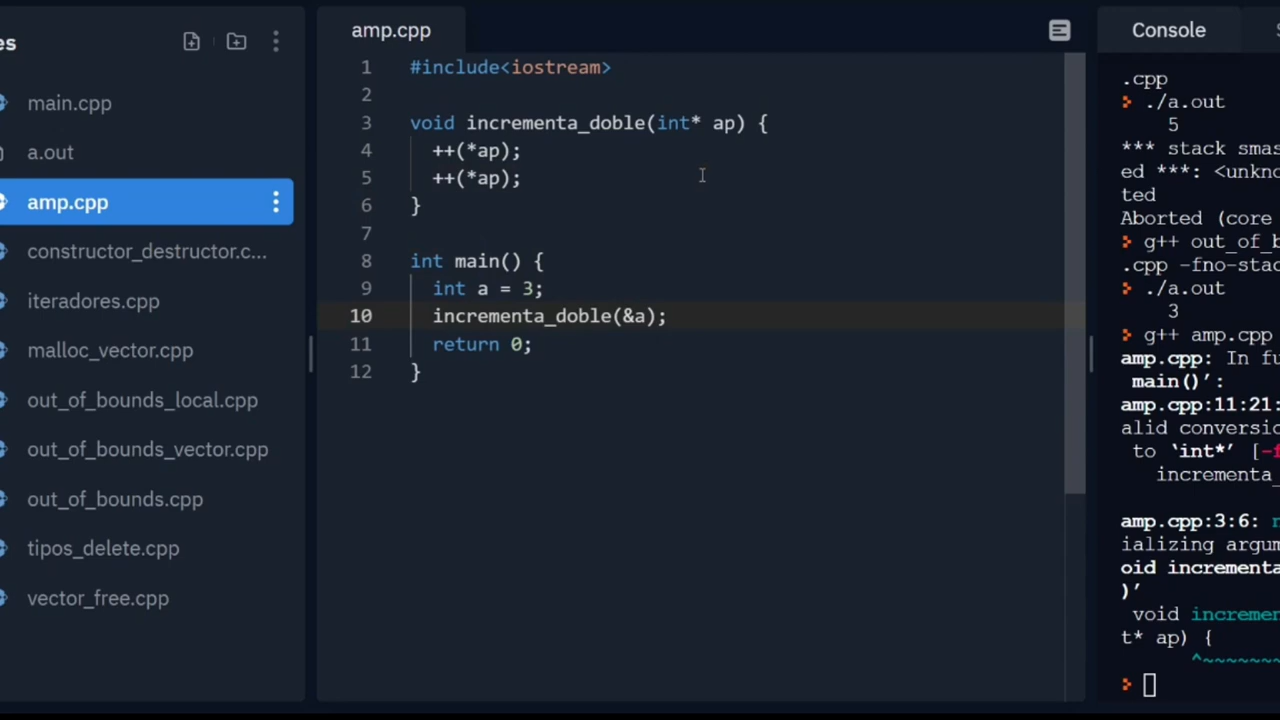 es
main.cpp
a.out
amp.cpp
constructor_destructor.c...
iteradores.cpp
malloc_vector.cpp
out_of_bounds_local.cpp
out_of_bounds_vector.cpp
out_of_bounds.cpp
tipos_delete.cpp
vector_free.cpp
amp.cpp
1 #include<iostream>
2
3 void incrementa_doble(int* ap) {
4 ++(*ap);
5 ++(*ap);
6 }
7
8 int main() {
9 int a = 3;
10 incrementa_doble(&a);
11 return 0;
12 }
Console
.cpp
./a.out
5
*** stack smas
ed ***: <unkno
ted
Aborted (core
g++ out_of_b
.cpp -fno-stac
./a.out
3
g++ amp.cpp
amp.cpp: In fu
main()’:
amp.cpp:11:21:
alid conversio
to ‘int*’ [-f
incrementa_
amp.cpp:3:6: n
ializing argum
oid incrementa
)’
void incremen
t* ap) {
^~~~~~~~